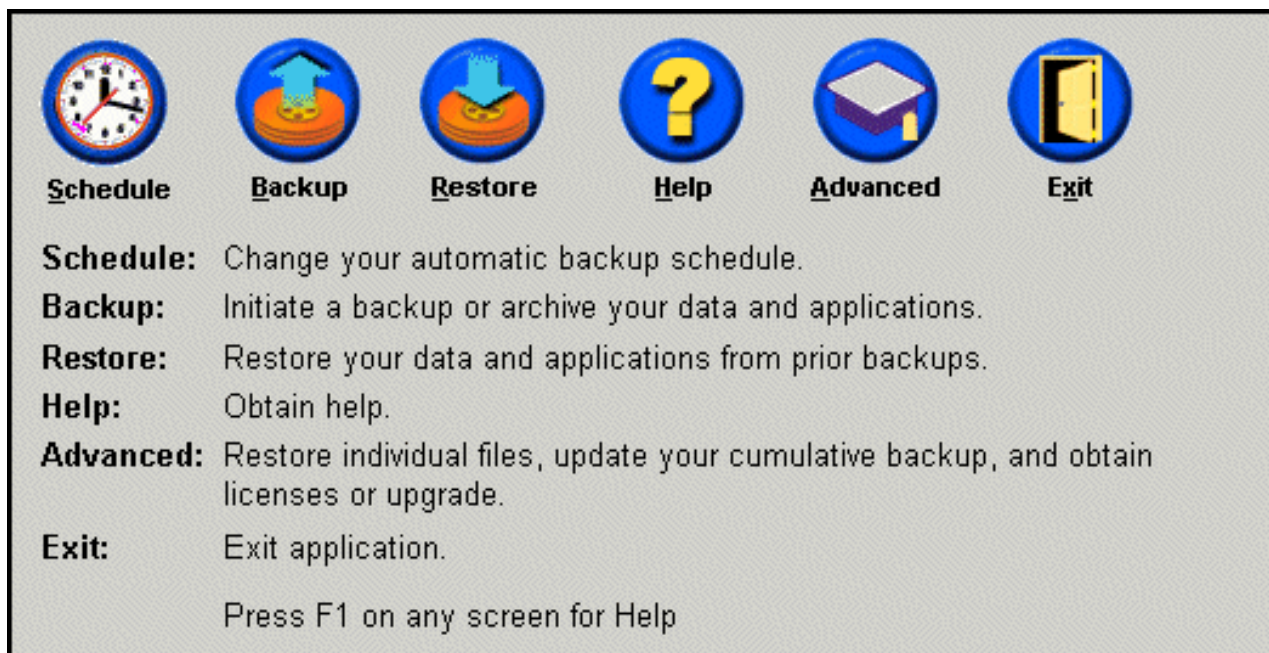 Schedule Backup Restore Help Advanced Exit
Schedule: Change your automatic backup schedule.
Backup: Initiate a backup or archive your data and applications.
Restore: Restore your data and applications from prior backups.
Help: Obtain help.
Advanced: Restore individual files, update your cumulative backup, and obtain
licenses or upgrade.
Exit: Exit application.
Press F1 on any screen for Help